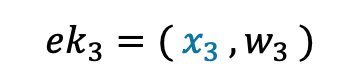 ek₃ = ( x₃ , w₃ )